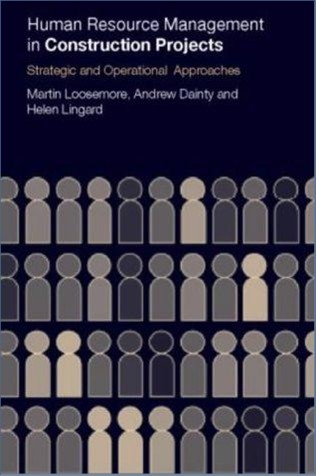 Human Resource Management
in Construction Projects
Strategic and Operational Approaches
Martin Loosemore, Andrew Dainty and
Helen Lingard